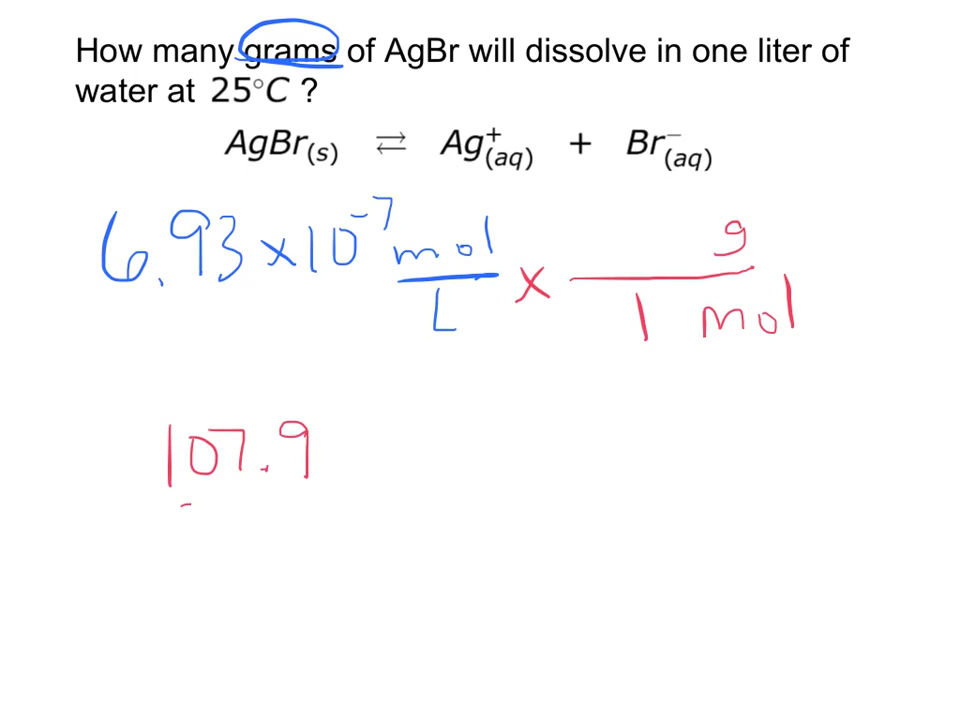 How many grams of AgBr will dissolve in one liter of
water at 25°C ?
AgBr(s) ⇄ Ag⁺(aq) + Br⁻(aq)
6.93 x 10⁻⁷ mol/L x g/1 mol
107.9